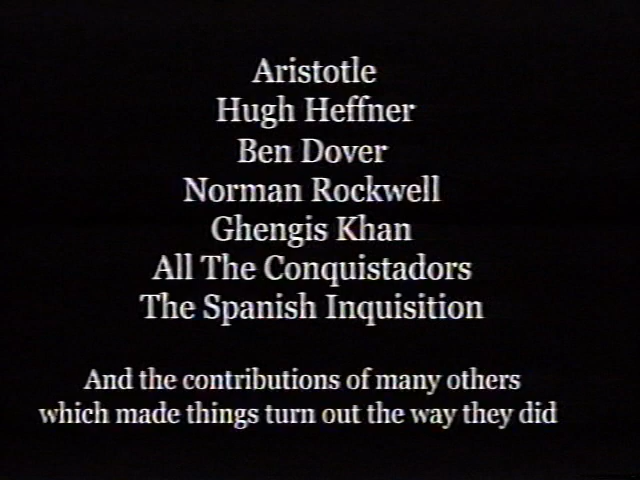 Aristotle
Hugh Heffner
Ben Dover
Norman Rockwell
Ghengis Khan
All The Conquistadors
The Spanish Inquisition
And the contributions of many others
which made things turn out the way they did